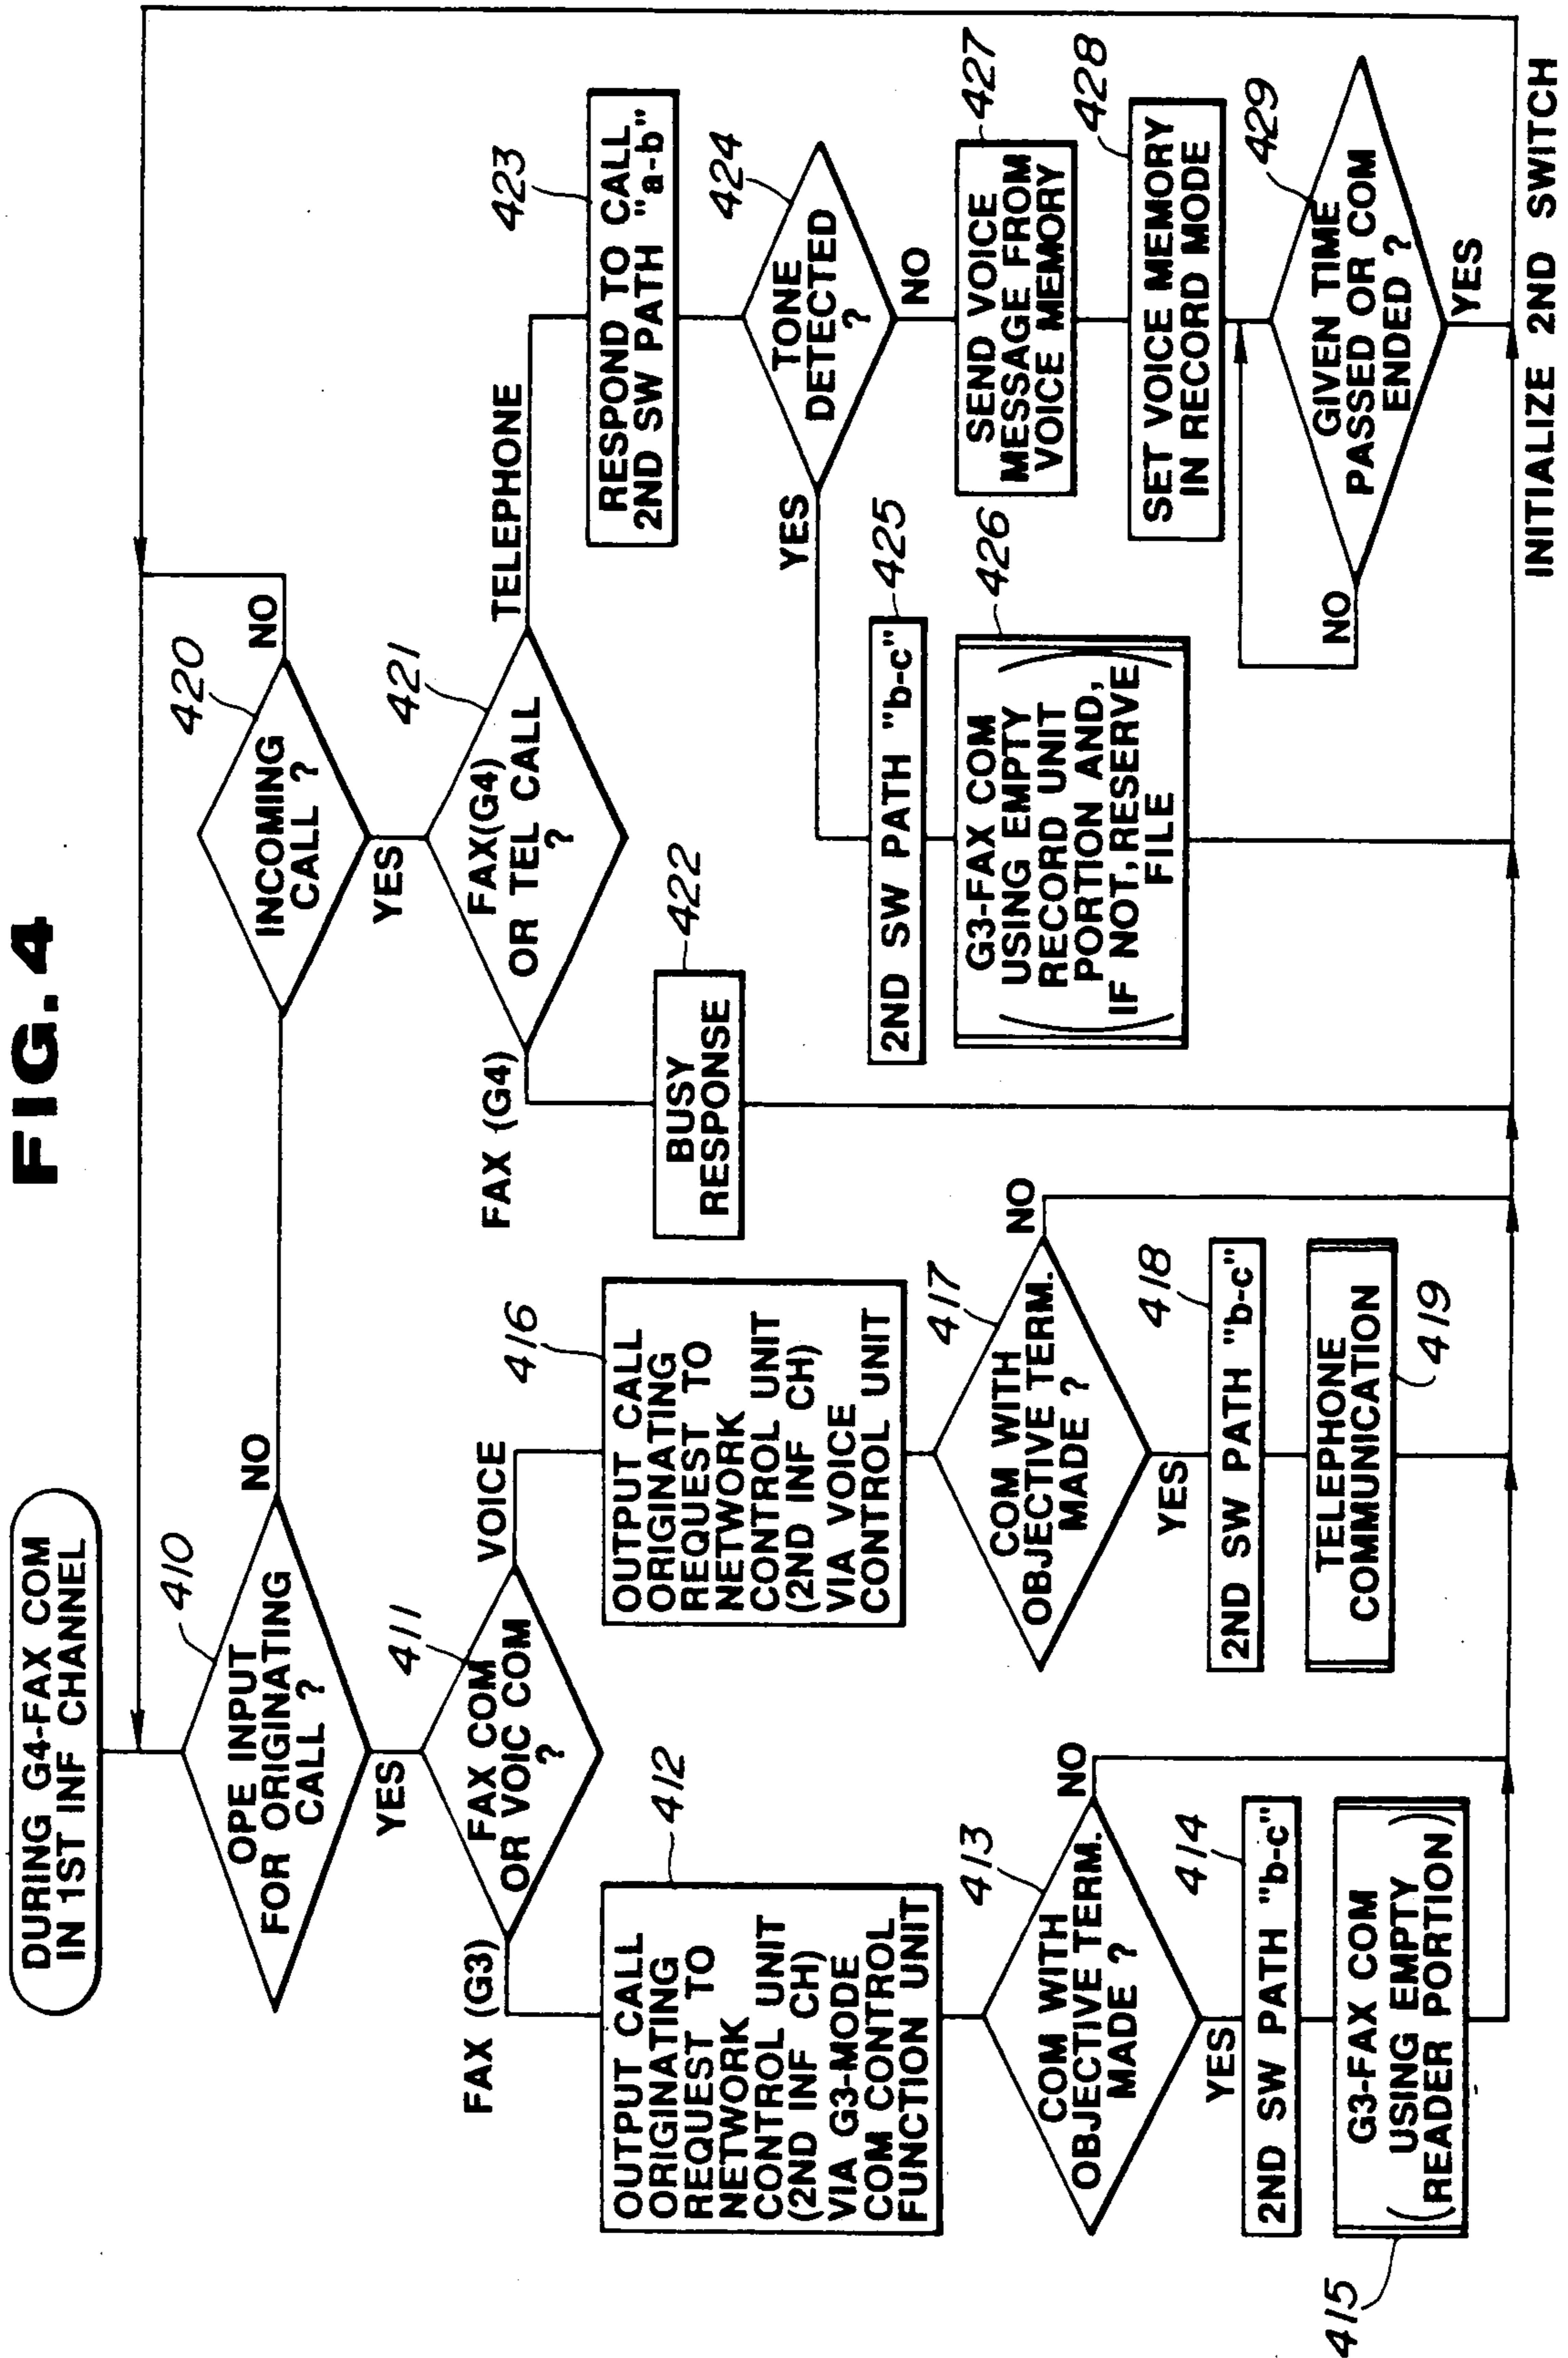 FIG. 4
DURING G4-FAX COM
IN 1ST INF CHANNEL
410
OPE INPUT
FOR ORIGINATING
CALL ?
NO
YES
411
FAX COM
OR VOIC COM
?
FAX (G3)
VOICE
412
OUTPUT CALL
ORIGINATING
REQUEST TO
NETWORK
CONTROL UNIT
(2ND INF CH)
VIA G3-MODE
COM CONTROL
FUNCTION UNIT
413
COM WITH
OBJECTIVE TERM.
MADE ?
NO
YES
414
2ND SW PATH "b-c"
415
G3-FAX COM
(USING EMPTY
READER PORTION)
416
OUTPUT CALL
ORIGINATING
REQUEST TO
NETWORK
CONTROL UNIT
(2ND INF CH)
VIA VOICE
CONTROL UNIT
417
COM WITH
OBJECTIVE TERM.
MADE ?
NO
YES
418
2ND SW PATH "b-c"
TELEPHONE
COMMUNICATION
419
420
INCOMING
CALL ?
NO
YES
421
FAX(G4)
OR TEL CALL
?
FAX (G4)
TELEPHONE
422
BUSY
RESPONSE
423
RESPOND TO CALL,
2ND SW PATH "a-b"
424
TONE
DETECTED
?
YES
NO
425
2ND SW PATH "b-c"
426
G3-FAX COM
(USING EMPTY
RECORD UNIT
PORTION AND,
IF NOT, RESERVE
FILE)
427
SEND VOICE
MESSAGE FROM
VOICE MEMORY
428
SET VOICE MEMORY
IN RECORD MODE
429
GIVEN TIME
PASSED OR COM
ENDED ?
NO
YES
INITIALIZE 2ND SWITCH